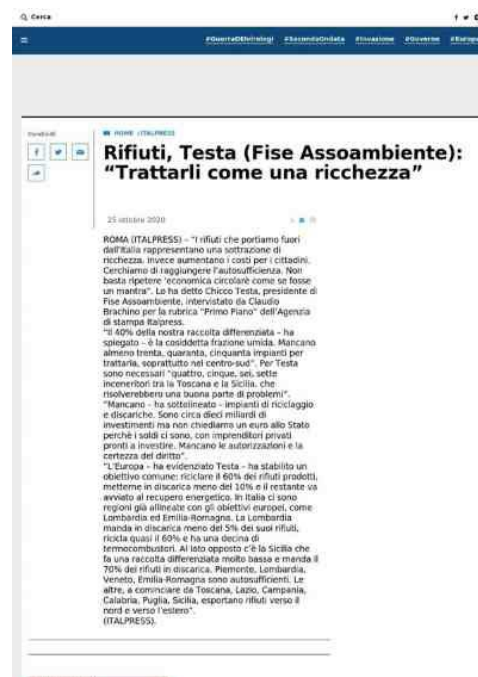 Cerca
#GuerraDEtetologi #SecondaOndata #Invasione #Governo #Europa
Condividi
HOME › ITALPRESS
Rifiuti, Testa (Fise Assoambiente):
“Trattarli come una ricchezza”
25 ottobre 2020
ROMA (ITALPRESS) – “I rifiuti che portiamo fuori
dall'Italia rappresentano una sottrazione di
ricchezza. Invece aumentano i costi per i cittadini.
Cerchiamo di raggiungere l'autosufficienza. Non
basta ripetere 'economica circolare' come se fosse
un mantra”. Lo ha detto Chicco Testa, presidente di
Fise Assoambiente, intervistato da Claudio
Brachino per la rubrica “Primo Piano” dell'Agenzia
di stampa Italpress.
“Il 40% della nostra raccolta differenziata – ha
spiegato – è la cosiddetta frazione umida. Mancano
almeno trenta, quaranta, cinquanta impianti per
trattarla, soprattutto nel centro-sud”. Per Testa
sono necessari “quattro, cinque, sei, sette
inceneritori tra la Toscana e la Sicilia, che
risolverebbero una buona parte di problemi”.
“Mancano – ha sottolineato – impianti di riciclaggio
e discariche. Sono circa dieci miliardi di
investimenti ma non chiediamo un euro allo Stato
perchè i soldi ci sono, con imprenditori privati
pronti a investire. Mancano le autorizzazioni e la
certezza del diritto”.
“L'Europa – ha evidenziato Testa – ha stabilito un
obiettivo comune: riciclare il 60% dei rifiuti prodotti,
metterne in discarica meno del 10% e il restante va
avviato al recupero energetico. In Italia ci sono
regioni già allineate con gli obiettivi europei, come
Lombardia ed Emilia-Romagna. La Lombardia
manda in discarica meno del 5% dei suoi rifiuti,
ricicla quasi il 60% e ha una decina di
termocombustori. Al lato opposto c'è la Sicilia che
fa una raccolta differenziata molto bassa e manda il
70% dei rifiuti in discarica. Piemonte, Lombardia,
Veneto, Emilia-Romagna sono autosufficienti. Le
altre, a cominciare da Toscana, Lazio, Campania,
Calabria, Puglia, Sicilia, esportano rifiuti verso il
nord e verso l'estero”.
(ITALPRESS).